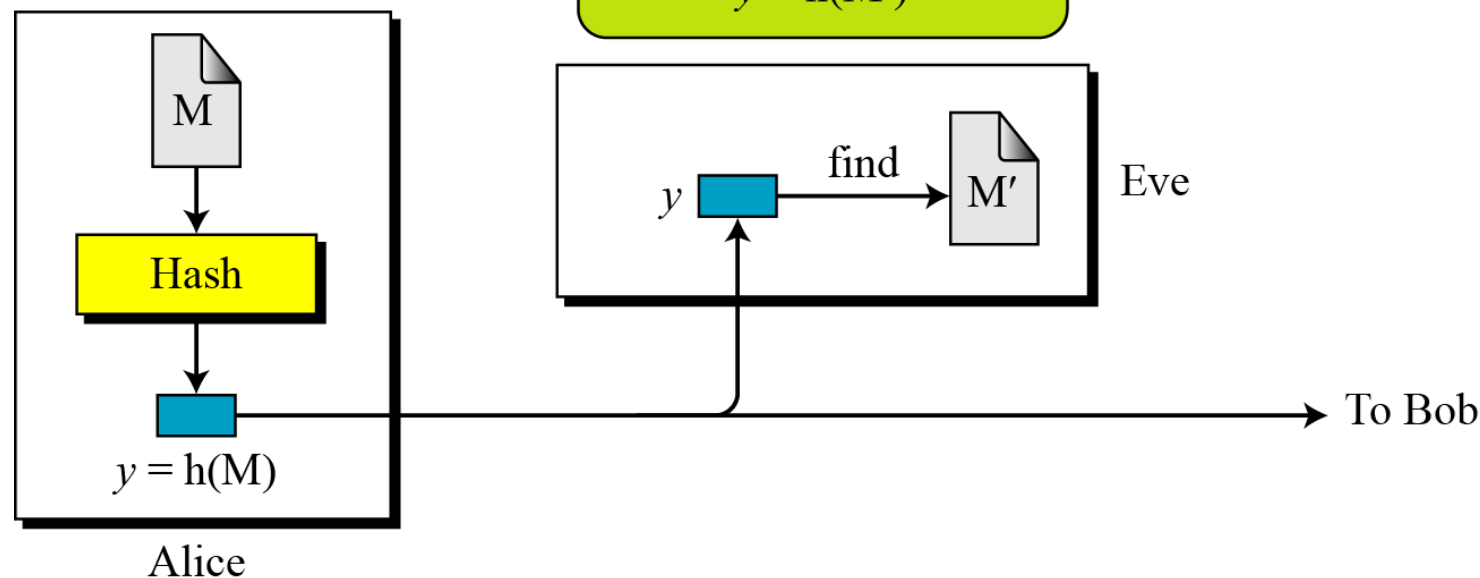 M
Hash
y = h(M)
Alice
y
find
M′
Eve
To Bob